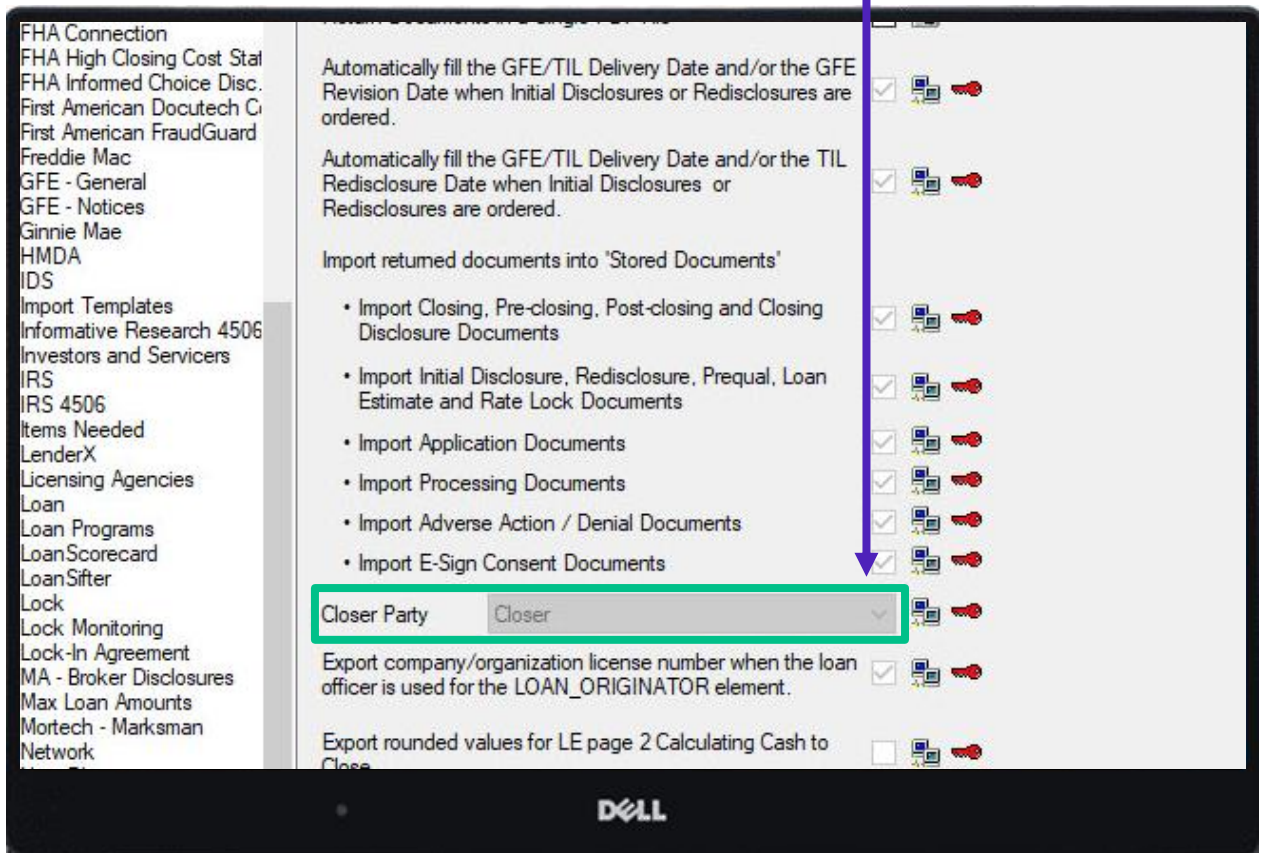 FHA Connection
FHA High Closing Cost Stat
FHA Informed Choice Disc.
First American Docutech
First American FraudGuard
Freddie Mac
GFE - General
GFE - Notices
Ginnie Mae
HMDA
IDS
Import Templates
Informative Research 4506
Investors and Servicers
IRS
IRS 4506
Items Needed
LenderX
Licensing Agencies
Loan
Loan Programs
LoanScorecard
LoanSifter
Lock
Lock Monitoring
Lock-In Agreement
MA - Broker Disclosures
Max Loan Amounts
Mortech - Marksman
Network
Automatically fill the GFE/TIL Delivery Date and/or the GFE
Revision Date when Initial Disclosures or Redisclosures are
ordered.
Automatically fill the GFE/TIL Delivery Date and/or the TIL
Redisclosure Date when Initial Disclosures or
Redisclosures are ordered.
Import returned documents into 'Stored Documents'
• Import Closing, Pre-closing, Post-closing and Closing
Disclosure Documents
• Import Initial Disclosure, Redisclosure, Prequal, Loan
Estimate and Rate Lock Documents
• Import Application Documents
• Import Processing Documents
• Import Adverse Action / Denial Documents
• Import E-Sign Consent Documents
Closer Party Closer
Export company/organization license number when the loan
officer is used for the LOAN_ORIGINATOR element.
Export rounded values for LE page 2 Calculating Cash to
Close
DELL